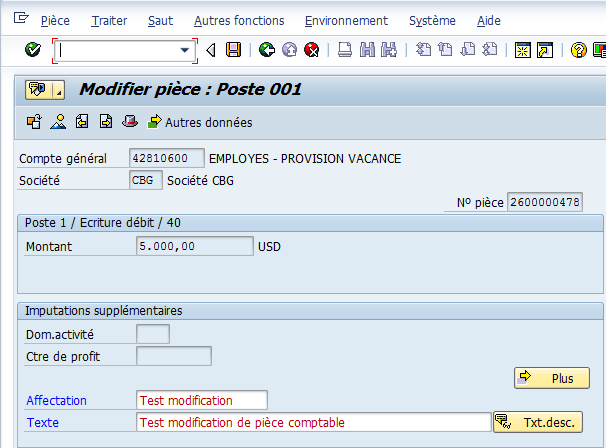 Pièce Traiter Saut Autres fonctions Environnement Système Aide
Modifier pièce : Poste 001
Autres données
Compte général 42810600 EMPLOYES - PROVISION VACANCE
Société CBG Société CBG
Nº pièce 2600000478
Poste 1 / Ecriture débit / 40
Montant 5.000,00 USD
Imputations supplémentaires
Dom.activité
Ctre de profit
Plus
Affectation Test modification
Texte Test modification de pièce comptable Txt.desc.